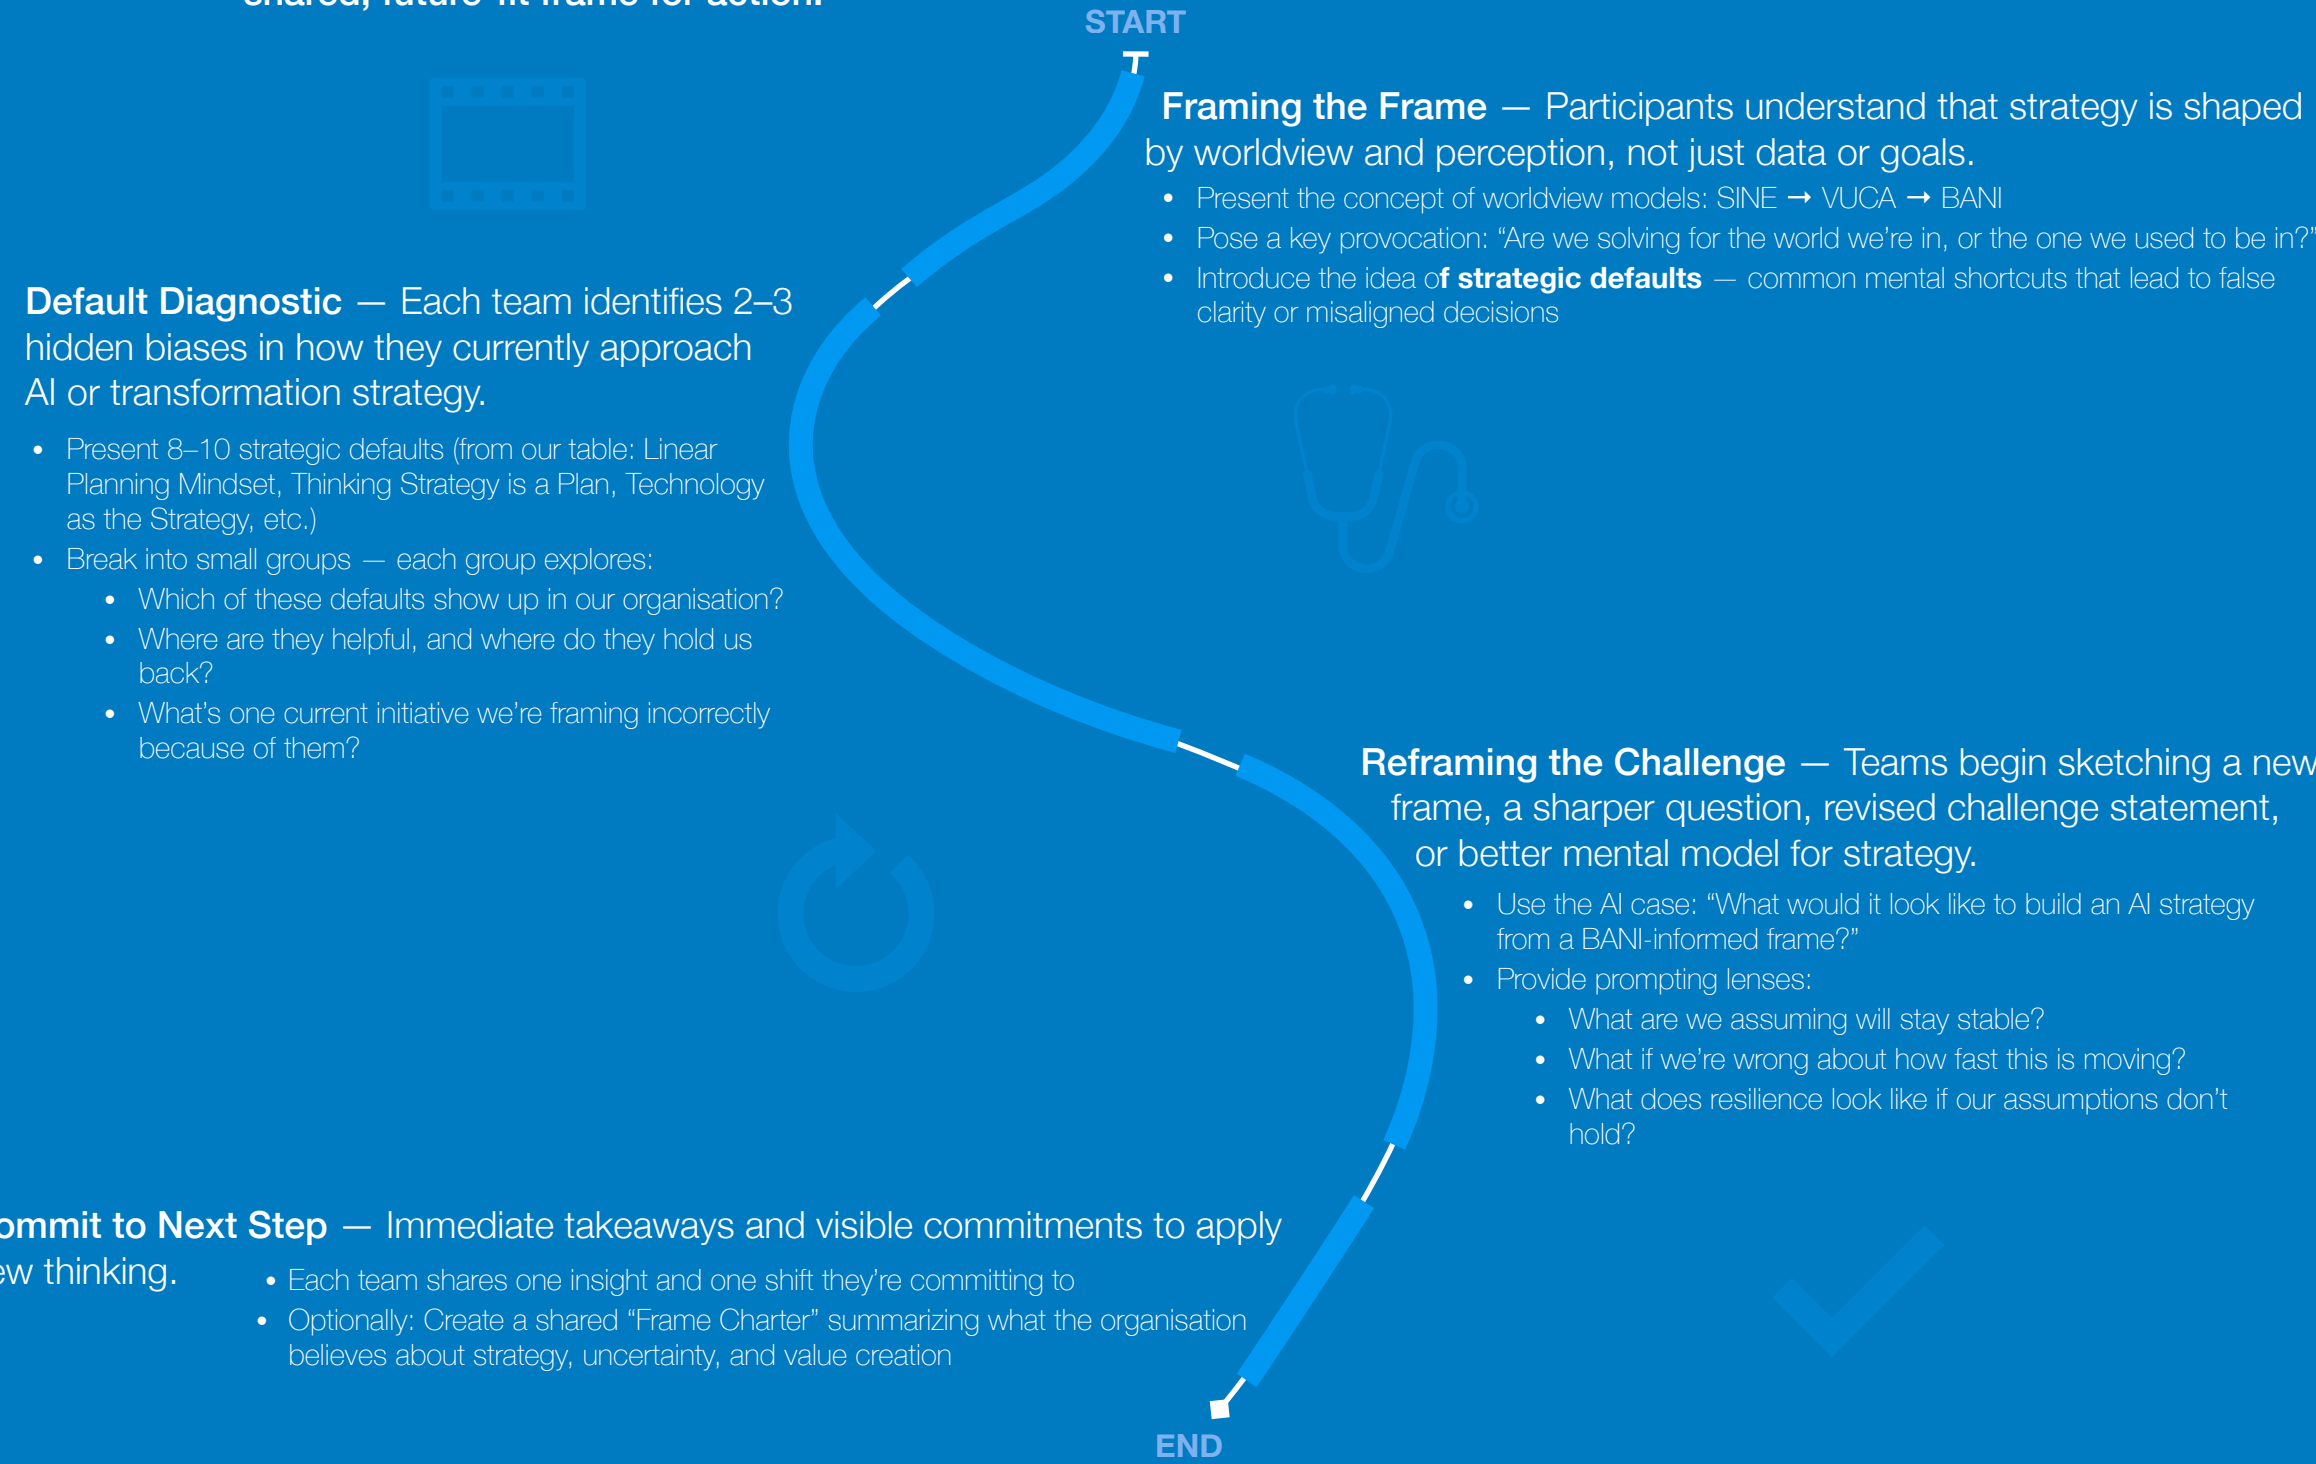 shared, future-fit frame for action.
START
Framing the Frame — Participants understand that strategy is shaped
by worldview and perception, not just data or goals.
• Present the concept of worldview models: SINE → VUCA → BANI
• Pose a key provocation: “Are we solving for the world we’re in, or the one we used to be in?”
• Introduce the idea of strategic defaults — common mental shortcuts that lead to false
clarity or misaligned decisions
Default Diagnostic — Each team identifies 2–3
hidden biases in how they currently approach
AI or transformation strategy.
• Present 8–10 strategic defaults (from our table: Linear
Planning Mindset, Thinking Strategy is a Plan, Technology
as the Strategy, etc.)
• Break into small groups — each group explores:
• Which of these defaults show up in our organisation?
• Where are they helpful, and where do they hold us
back?
• What’s one current initiative we’re framing incorrectly
because of them?
Reframing the Challenge — Teams begin sketching a new
frame, a sharper question, revised challenge statement,
or better mental model for strategy.
• Use the AI case: “What would it look like to build an AI strategy
from a BANI-informed frame?”
• Provide prompting lenses:
• What are we assuming will stay stable?
• What if we’re wrong about how fast this is moving?
• What does resilience look like if our assumptions don’t
hold?
ommit to Next Step — Immediate takeaways and visible commitments to apply
ew thinking.
• Each team shares one insight and one shift they’re committing to
• Optionally: Create a shared “Frame Charter” summarizing what the organisation
believes about strategy, uncertainty, and value creation
END